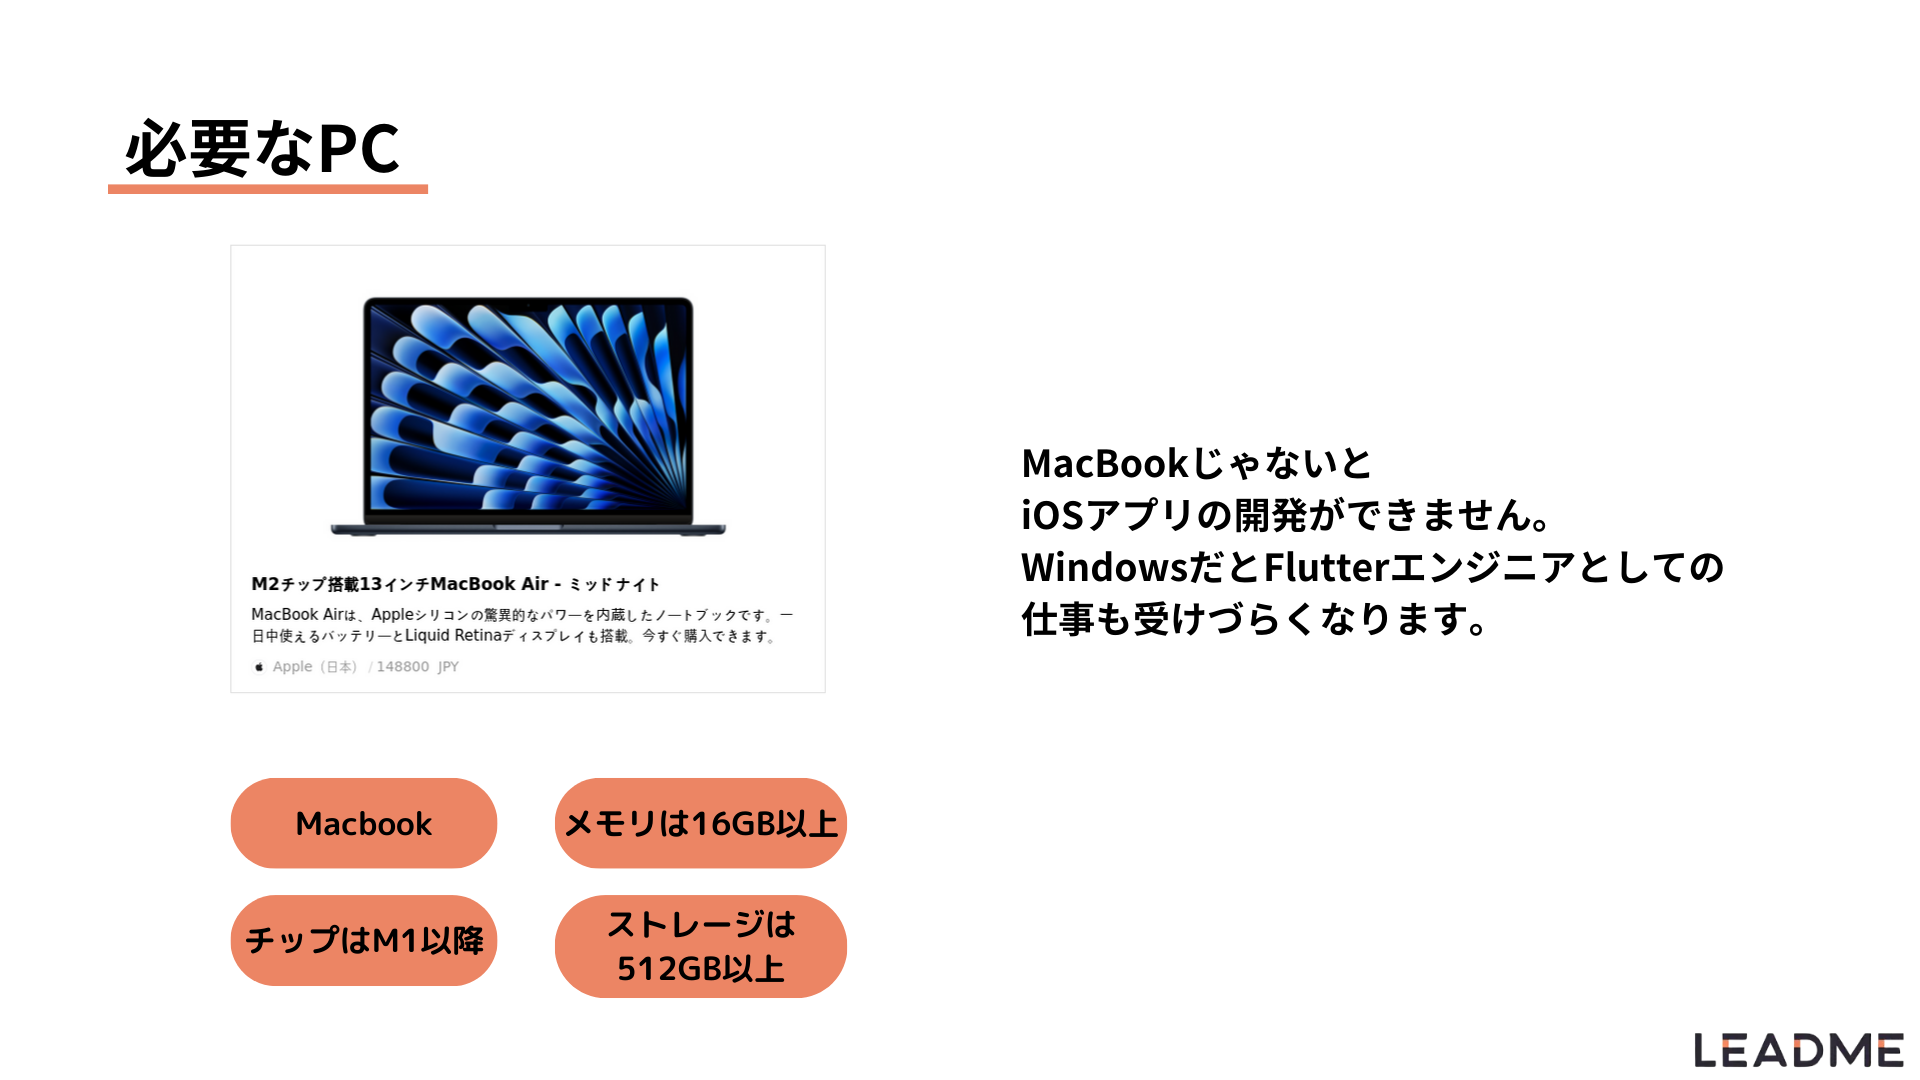 必要なPC
M2チップ搭載13インチMacBook Air - ミッドナイト
MacBook Airは、Appleシリコンの驚異的なパワーを内蔵したノートブックです。一
日中使えるバッテリーとLiquid Retinaディスプレイも搭載。今すぐ購入できます。
Apple（日本） / 148800 JPY
MacBookじゃないと
iOSアプリの開発ができません。
WindowsだとFlutterエンジニアとしての
仕事も受けづらくなります。
Macbook
メモリは16GB以上
チップはM1以降
ストレージは
512GB以上
LEADME